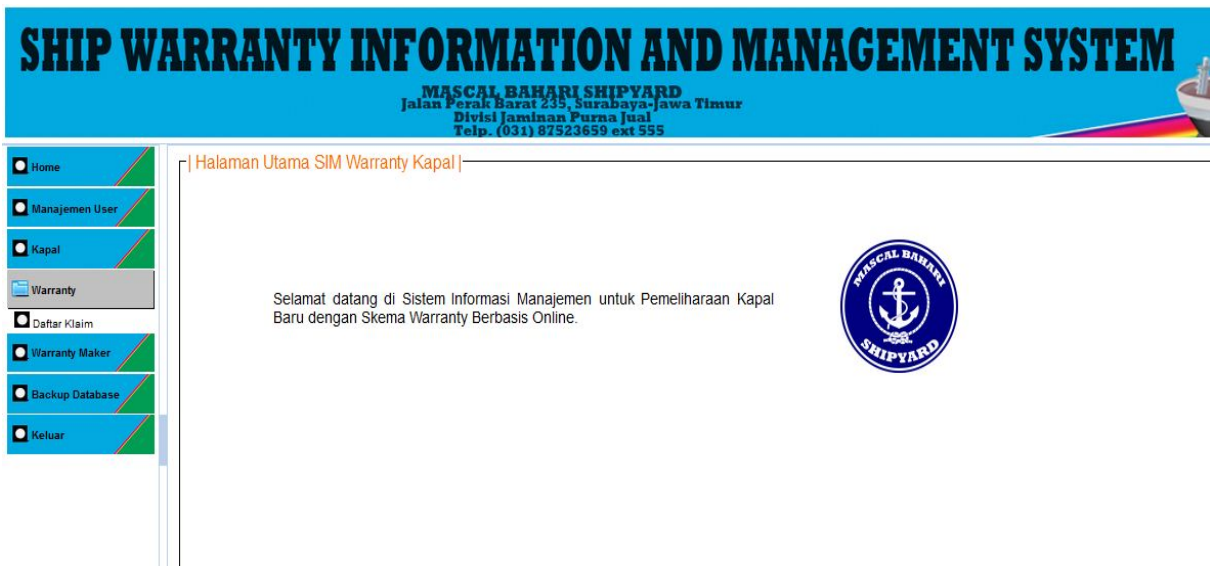 SHIP WARRANTY INFORMATION AND MANAGEMENT SYSTEM
MASCAL BAHARI SHIPYARD
Jalan Perak Barat 235, Surabaya-Jawa Timur
Divisi Jaminan Purna Jual
Telp. (031) 87523659 ext 555
Home
Manajemen User
Kapal
Warranty
Daftar Klaim
Warranty Maker
Backup Database
Keluar
| Halaman Utama SIM Warranty Kapal |
Selamat datang di Sistem Informasi Manajemen untuk Pemeliharaan Kapal
Baru dengan Skema Warranty Berbasis Online.
MASCAL BAHARI
SHIPYARD